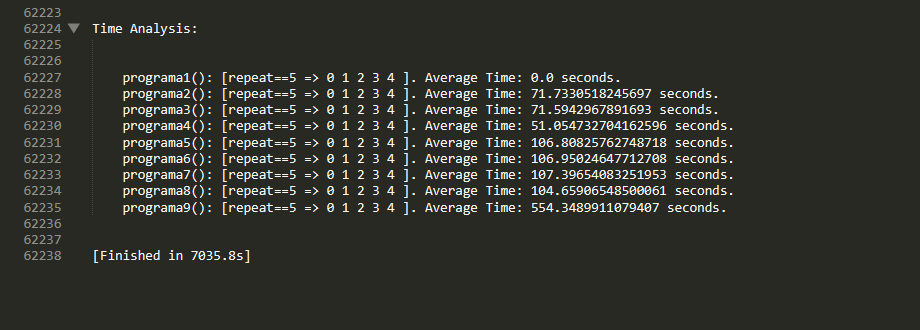 62223
62224 ▼ Time Analysis:
62225
62226
62227 programa1(): [repeat==5 => 0 1 2 3 4 ]. Average Time: 0.0 seconds.
62228 programa2(): [repeat==5 => 0 1 2 3 4 ]. Average Time: 71.7330518245697 seconds.
62229 programa3(): [repeat==5 => 0 1 2 3 4 ]. Average Time: 71.5942967891693 seconds.
62230 programa4(): [repeat==5 => 0 1 2 3 4 ]. Average Time: 51.054732704162596 seconds.
62231 programa5(): [repeat==5 => 0 1 2 3 4 ]. Average Time: 106.80825762748718 seconds.
62232 programa6(): [repeat==5 => 0 1 2 3 4 ]. Average Time: 106.95024647712708 seconds.
62233 programa7(): [repeat==5 => 0 1 2 3 4 ]. Average Time: 107.39654083251953 seconds.
62234 programa8(): [repeat==5 => 0 1 2 3 4 ]. Average Time: 104.65906548500061 seconds.
62235 programa9(): [repeat==5 => 0 1 2 3 4 ]. Average Time: 554.3489911079407 seconds.
62236
62237
62238 [Finished in 7035.8s]